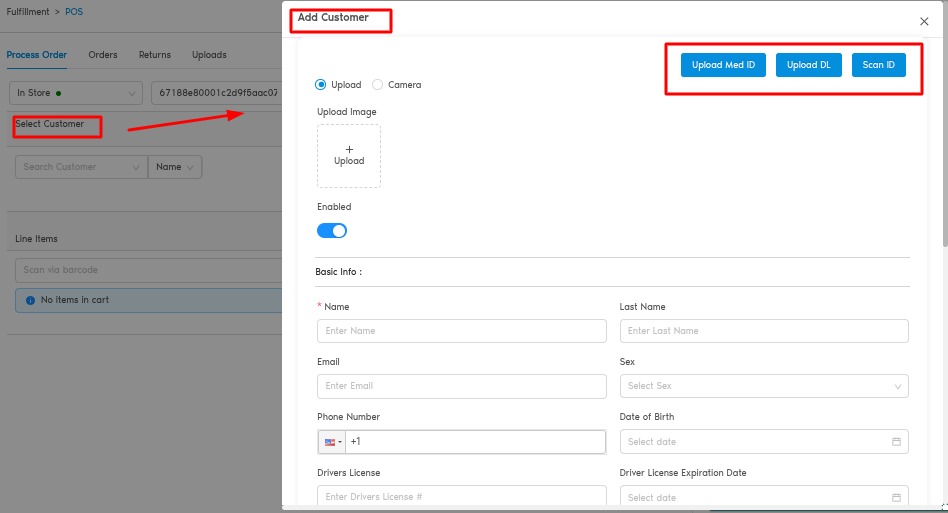 Fulfillment > POS
Process Order Orders Returns Uploads
In Store
67188e80001c2d9f5aac07
Select Customer
Search Customer
Name
Line Items
Scan via barcode
No items in cart
Add Customer
Upload Med ID Upload DL Scan ID
Upload Camera
Upload Image
+
Upload
Enabled
Basic Info :
* Name Last Name
Enter Name Enter Last Name
Email Sex
Enter Email Select Sex
Phone Number Date of Birth
+1 Select date
Drivers License Driver License Expiration Date
Enter Drivers License # Select date